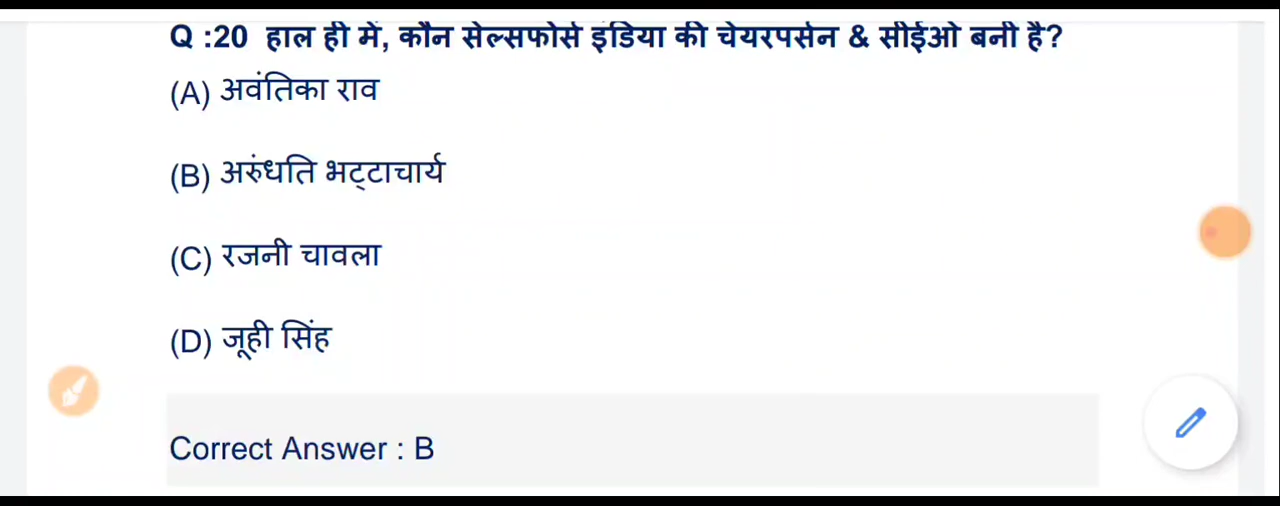 Q :20 हाल ही में, कौन सेल्सफोर्स इंडिया की चेयरपर्सन & सीईओ बनी है?
(A) अवंतिका राव
(B) अरुंधति भट्टाचार्य
(C) रजनी चावला
(D) जूही सिंह
Correct Answer : B